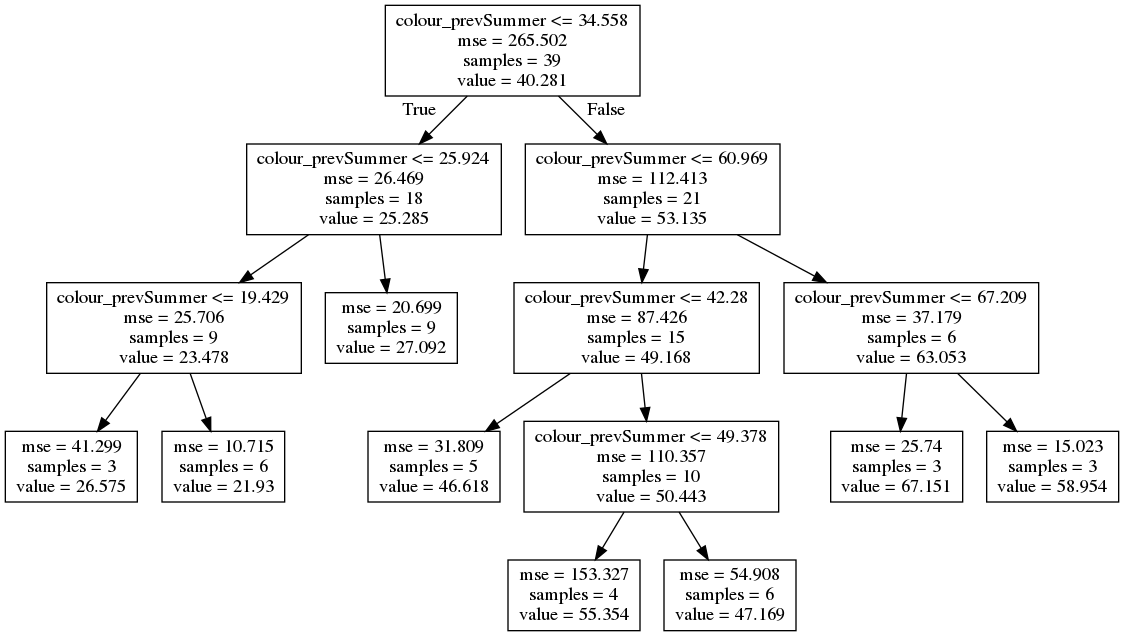 colour_prevSummer <= 34.558
mse = 265.502
samples = 39
value = 40.281
True
False
colour_prevSummer <= 25.924
mse = 26.469
samples = 18
value = 25.285
colour_prevSummer <= 60.969
mse = 112.413
samples = 21
value = 53.135
colour_prevSummer <= 19.429
mse = 25.706
samples = 9
value = 23.478
mse = 20.699
samples = 9
value = 27.092
colour_prevSummer <= 42.28
mse = 87.426
samples = 15
value = 49.168
colour_prevSummer <= 67.209
mse = 37.179
samples = 6
value = 63.053
mse = 41.299
samples = 3
value = 26.575
mse = 10.715
samples = 6
value = 21.93
mse = 31.809
samples = 5
value = 46.618
colour_prevSummer <= 49.378
mse = 110.357
samples = 10
value = 50.443
mse = 25.74
samples = 3
value = 67.151
mse = 15.023
samples = 3
value = 58.954
mse = 153.327
samples = 4
value = 55.354
mse = 54.908
samples = 6
value = 47.169